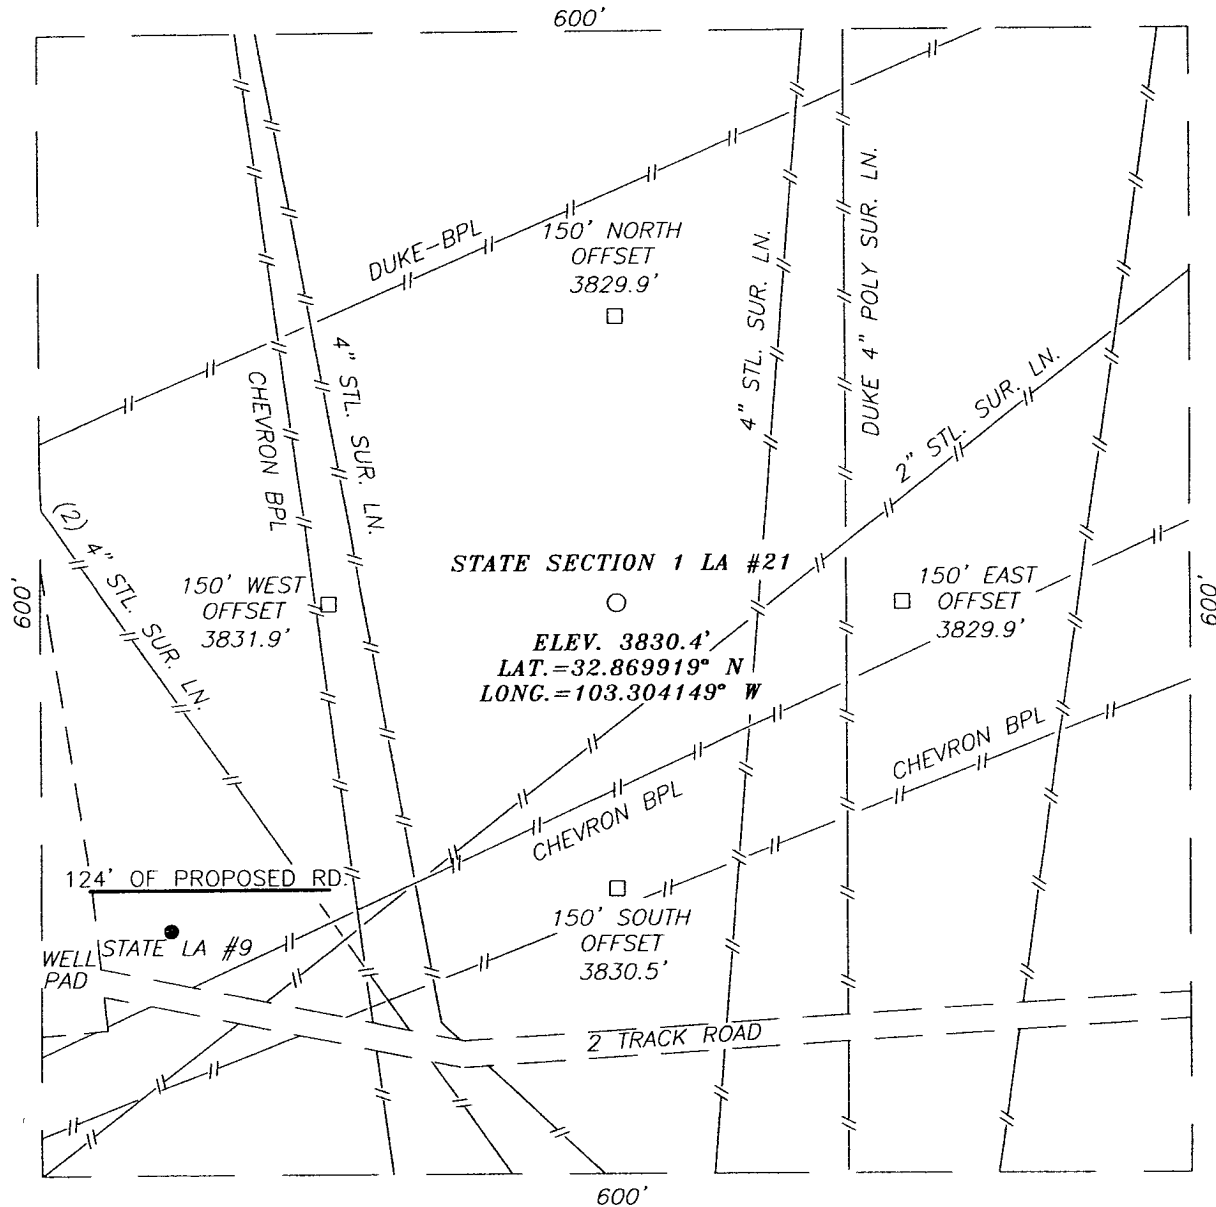 600'
DUKE-BPL
150' NORTH
OFFSET
3829.9'
4" STL. SUR. LN.
DUKE 4" POLY SUR. LN.
4" STL. SUR. LN.
CHEVRON BPL
2" STL. SUR. LN.
(2) 4" STL. SUR. LN.
STATE SECTION 1 LA #21
150' WEST
OFFSET
3831.9'
150' EAST
OFFSET
3829.9'
600'
600'
ELEV. 3830.4'
LAT.=32.869919° N
LONG.=103.304149° W
CHEVRON BPL
CHEVRON BPL
124' OF PROPOSED RD.
150' SOUTH
OFFSET
3830.5'
STATE LA #9
WELL
PAD
2 TRACK ROAD
600'